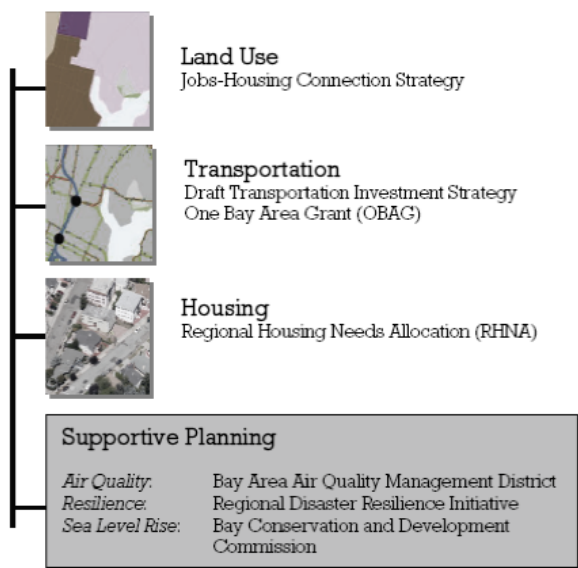 Land Use
Jobs-Housing Connection Strategy
Transportation
Draft Transportation Investment Strategy
One Bay Area Grant (OBAG)
Housing
Regional Housing Needs Allocation (RHNA)
Supportive Planning
Air Quality: Bay Area Air Quality Management District
Resilience: Regional Disaster Resilience Initiative
Sea Level Rise: Bay Conservation and Development
Commission